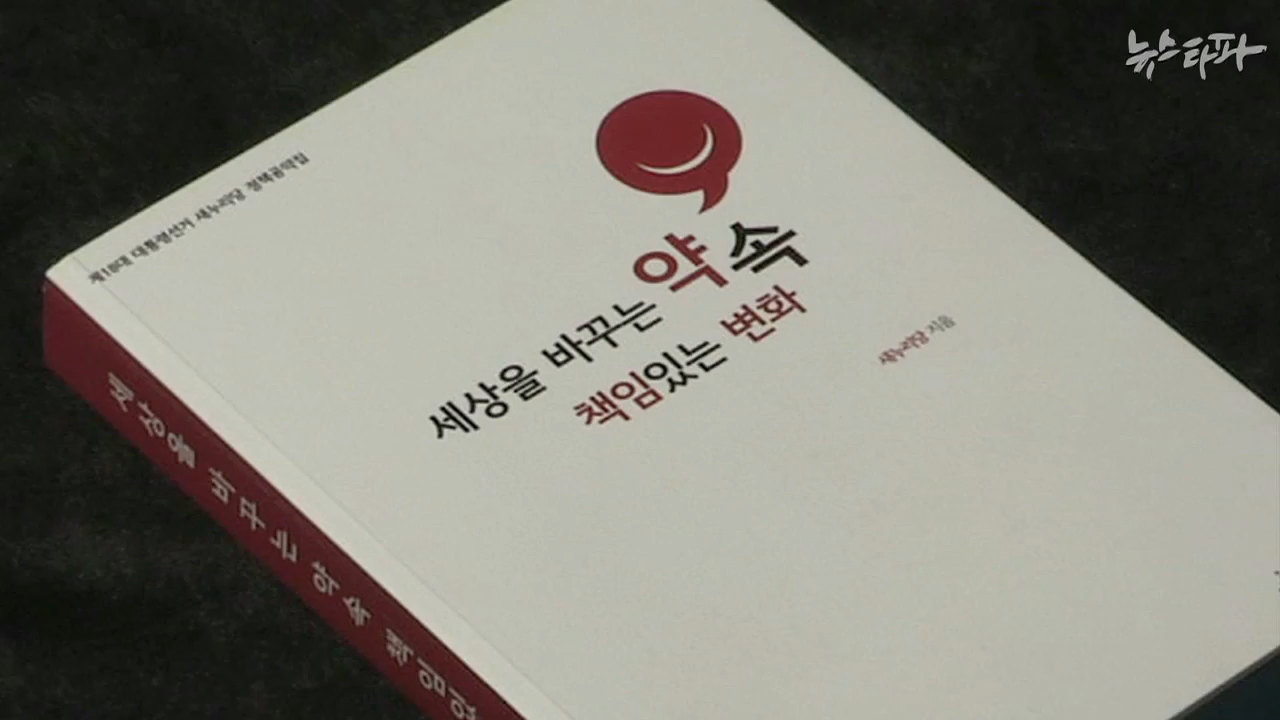 뉴스타파
제18대 대통령선거 새누리당 정책공약집
세상을 바꾸는 약속
책임있는 변화
새누리당 지음
세상을 바꾸는 약속 책임있